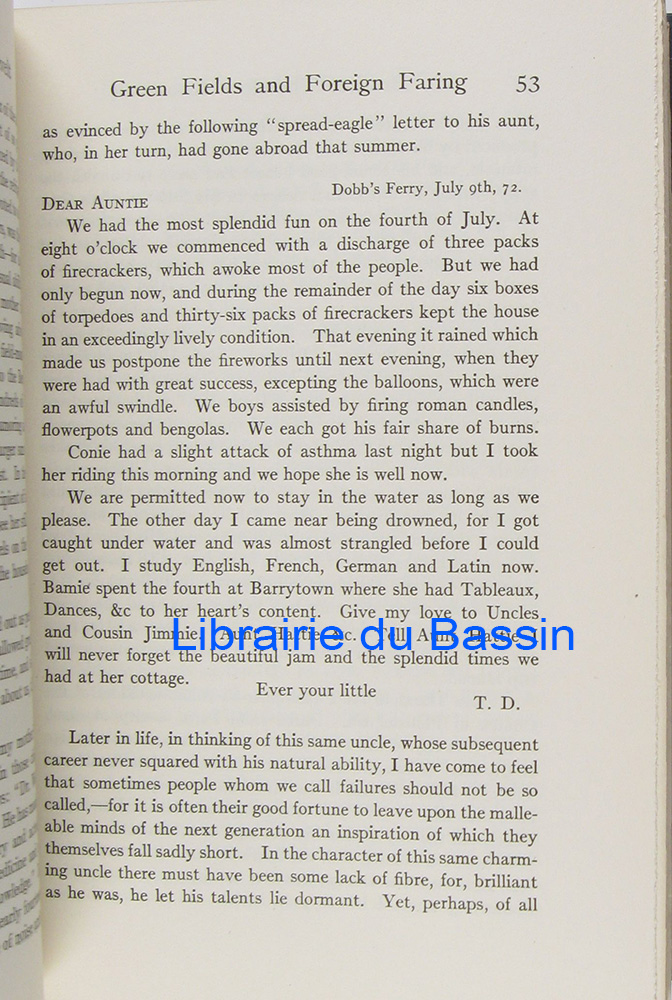 Green Fields and Foreign Faring 53
as evinced by the following "spread-eagle" letter to his aunt,
who, in her turn, had gone abroad that summer.
Dobb's Ferry, July 9th, 72.
DEAR AUNTIE
We had the most splendid fun on the fourth of July. At
eight o'clock we commenced with a discharge of three packs
of firecrackers, which awoke most of the people. But we had
only begun now, and during the remainder of the day six boxes
of torpedoes and thirty-six packs of firecrackers kept the house
in an exceedingly lively condition. That evening it rained which
made us postpone the fireworks until next evening, when they
were had with great success, excepting the balloons, which were
an awful swindle. We boys assisted by firing roman candles,
flowerpots and bengolas. We each got his fair share of burns.
Conie had a slight attack of asthma last night but I took
her riding this morning and we hope she is well now.
We are permitted now to stay in the water as long as we
please. The other day I came near being drowned, for I got
caught under water and was almost strangled before I could
get out. I study English, French, German and Latin now.
Bamie spent the fourth at Barrytown where she had Tableaux,
Dances, &c to her heart's content. Give my love to Uncles
and Cousin Jimmie, Aunt Hattie &c. Tell Aunt Hattie I
Librairie du Bassin
will never forget the beautiful jam and the splendid times we
had at her cottage.
Ever your little
T. D.
Later in life, in thinking of this same uncle, whose subsequent
career never squared with his natural ability, I have come to feel
that sometimes people whom we call failures should not be so
called,—for it is often their good fortune to leave upon the malle-
able minds of the next generation an inspiration of which they
themselves fall sadly short. In the character of this same charm-
ing uncle there must have been some lack of fibre, for, brilliant
as he was, he let his talents lie dormant. Yet, perhaps, of all